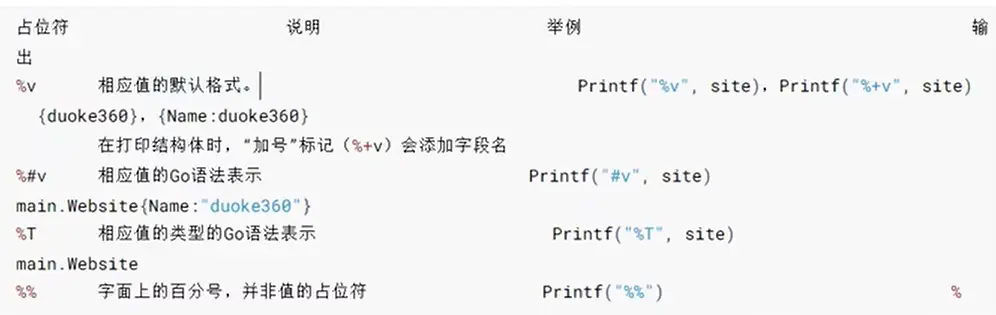 占位符 说明 举例 输
出
%v 相应值的默认格式。 Printf("%v", site)，Printf("%+v", site)
{duoke360}，{Name:duoke360}
在打印结构体时，“加号”标记（%+v）会添加字段名
%#v 相应值的Go语法表示 Printf("#v", site)
main.Website{Name:"duoke360"}
%T 相应值的类型的Go语法表示 Printf("%T", site)
main.Website
%% 字面上的百分号，并非值的占位符 Printf("%%") %